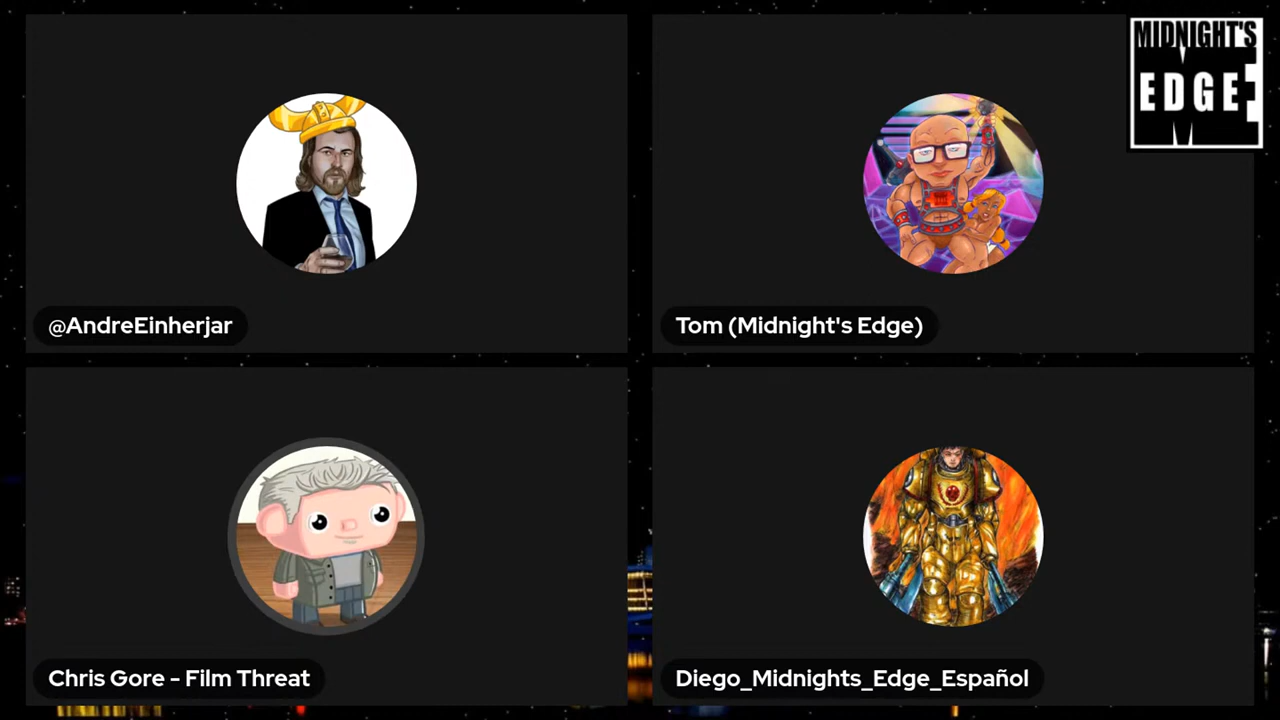 MIDNIGHT'S
EDGE
@AndreEinherjar
Tom (Midnight's Edge)
Chris Gore - Film Threat
Diego_Midnights_Edge_Español